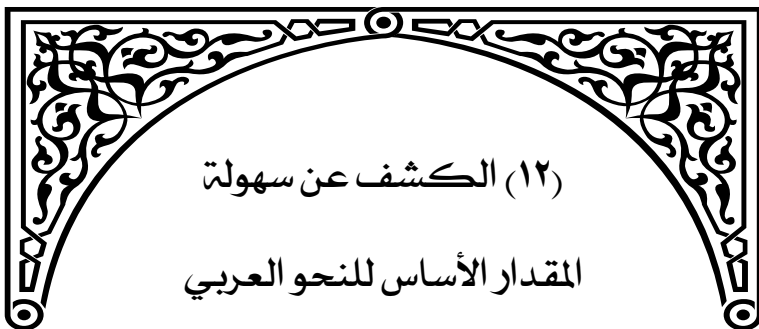 (١٢) الكشف عن سهولة
المقدار الأساس للنحو العربي